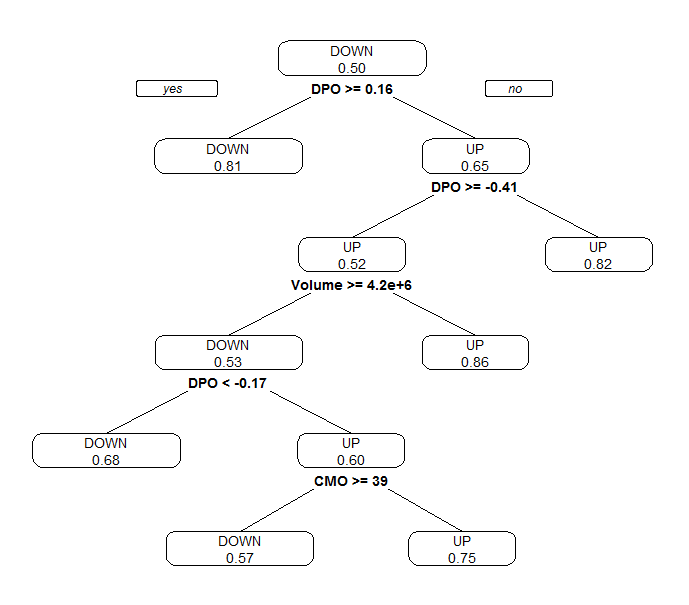 DOWN
0.50
yes
DPO >= 0.16
no
DOWN
0.81
UP
0.65
DPO >= -0.41
UP
0.52
UP
0.82
Volume >= 4.2e+6
DOWN
0.53
UP
0.86
DPO < -0.17
DOWN
0.68
UP
0.60
CMO >= 39
DOWN
0.57
UP
0.75